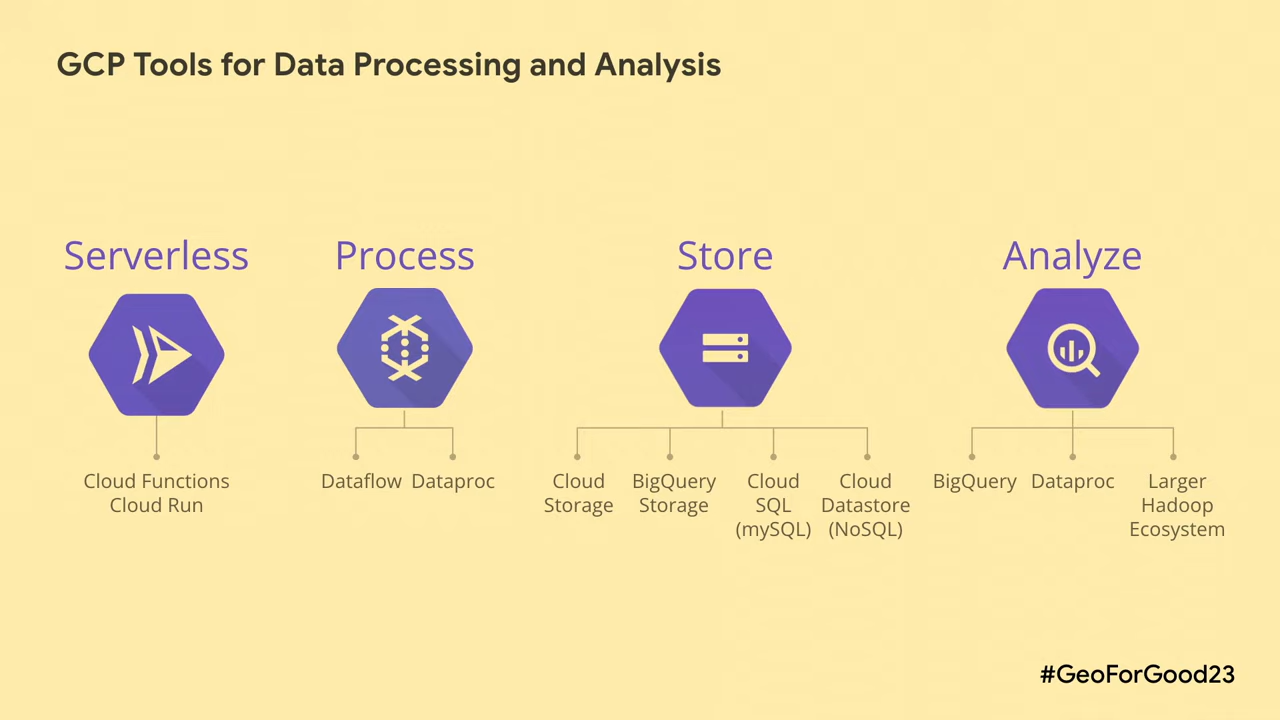 GCP Tools for Data Processing and Analysis
Serverless
Cloud Functions
Cloud Run
Process
Dataflow
Dataproc
Store
Cloud
Storage
BigQuery
Storage
Cloud
SQL
(mySQL)
Cloud
Datastore
(NoSQL)
Analyze
BigQuery
Dataproc
Larger
Hadoop
Ecosystem
#GeoForGood23